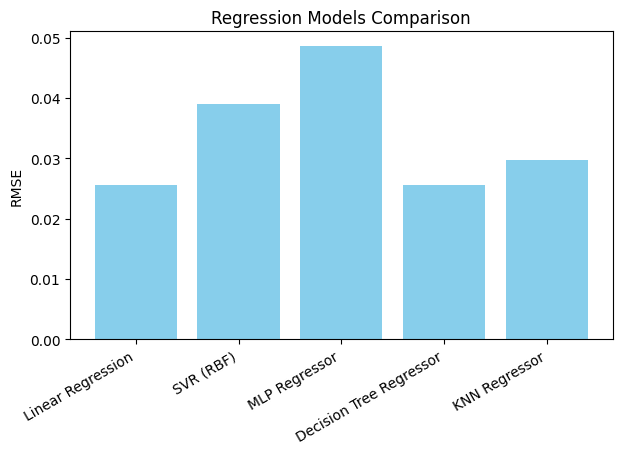 Regression Models Comparison
RMSE
0.05
0.04
0.03
0.02
0.01
0.00
Linear Regression
SVR (RBF)
MLP Regressor
Decision Tree Regressor
KNN Regressor